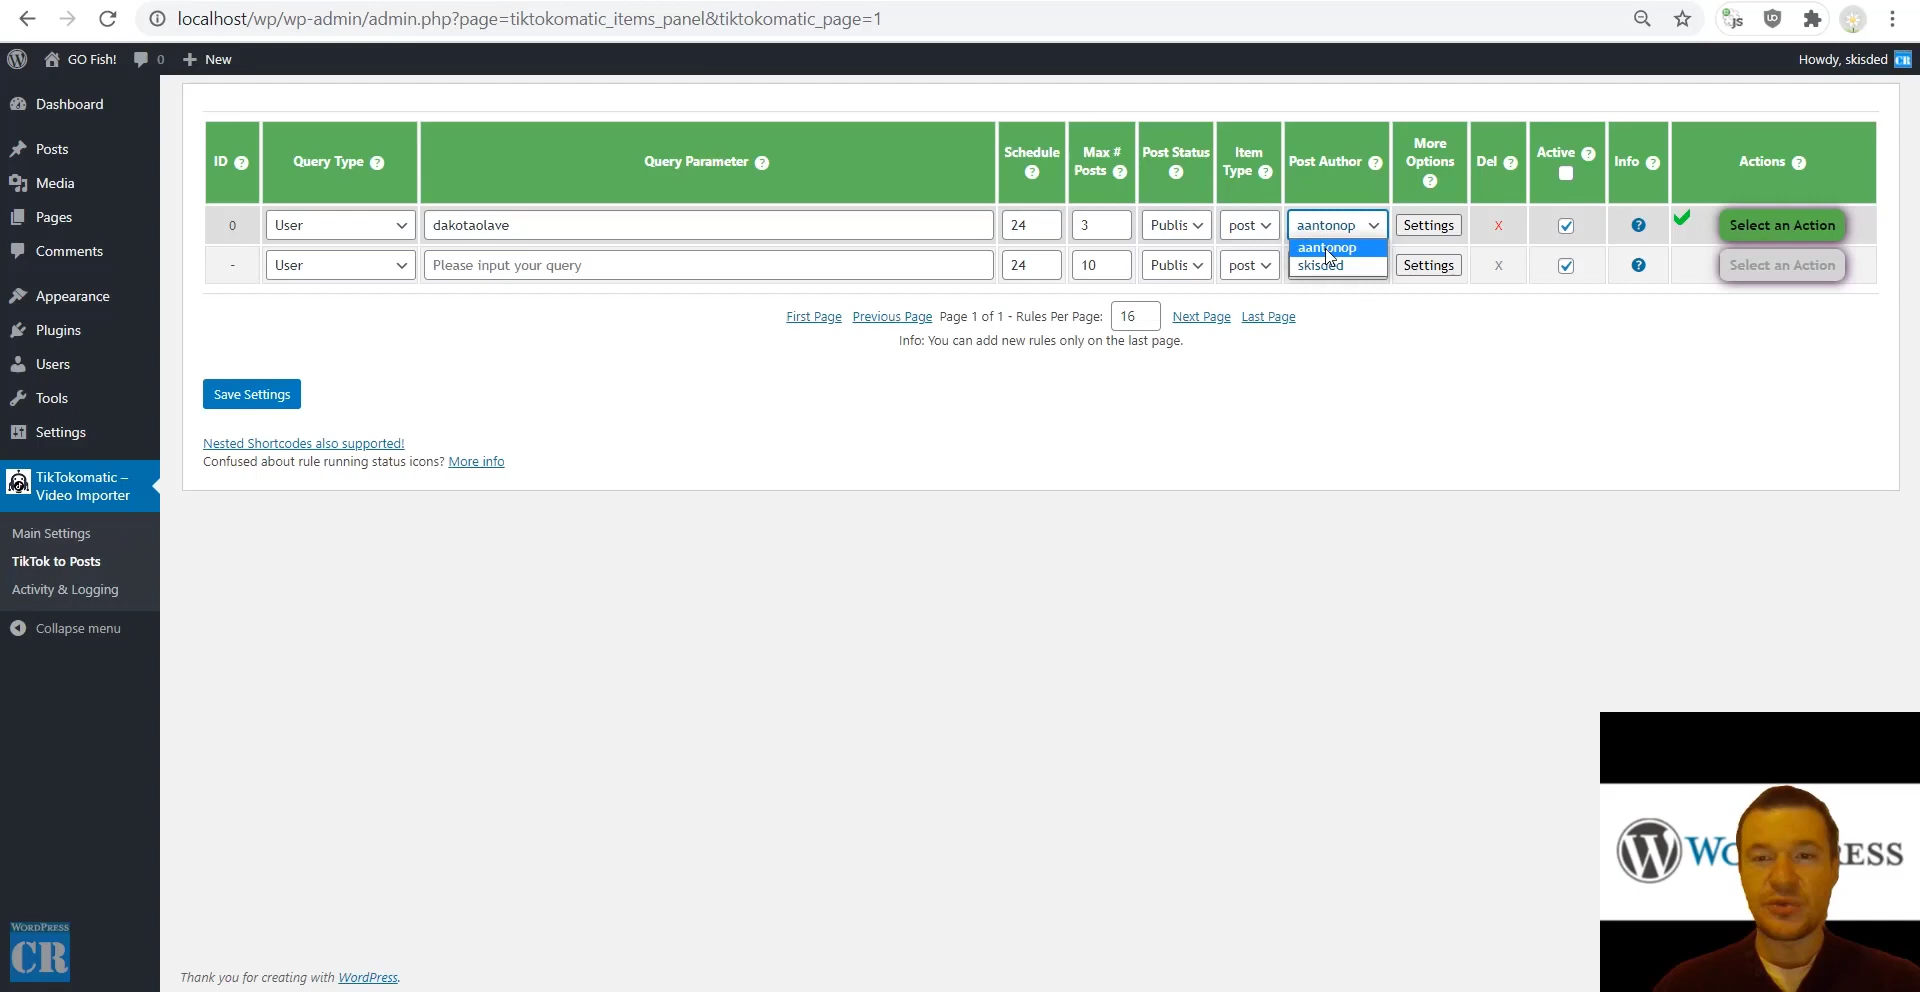 localhost/wp/wp-admin/admin.php?page=tiktokomatic_items_panel&tiktokomatic_page=1
GO Fish!
0
New
Howdy, skisded
CR
Dashboard
Posts
Media
Pages
Comments
Appearance
Plugins
Users
Tools
Settings
TikTokomatic –
Video Importer
Main Settings
TikTok to Posts
Activity & Logging
Collapse menu
ID
Query Type
Query Parameter
Schedule
Max #
Posts
Post Status
Item
Type
Post Author
More
Options
Del
Active
Info
Actions
0
User
dakotaolave
24
3
Publis
post
aantonop
Settings
X
Select an Action
aantonop
skisded
-
User
Please input your query
24
10
Publis
post
Settings
X
Select an Action
First Page Previous Page Page 1 of 1 - Rules Per Page: 16 Next Page Last Page
Info: You can add new rules only on the last page.
Save Settings
Nested Shortcodes also supported!
Confused about rule running status icons? More info
WORDPRESS
CR
Thank you for creating with WordPress.